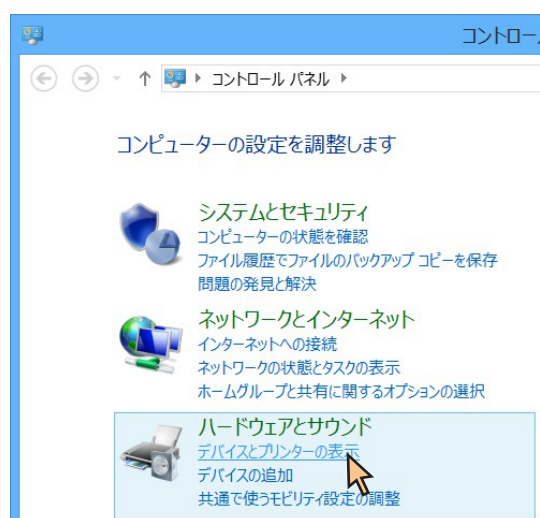 コントロー
コントロール パネル
コンピューターの設定を調整します
システムとセキュリティ
コンピューターの状態を確認
ファイル履歴でファイルのバックアップ コピーを保存
問題の発見と解決
ネットワークとインターネット
インターネットへの接続
ネットワークの状態とタスクの表示
ホームグループと共有に関するオプションの選択
ハードウェアとサウンド
デバイスとプリンターの表示
デバイスの追加
共通で使うモビリティ設定の調整